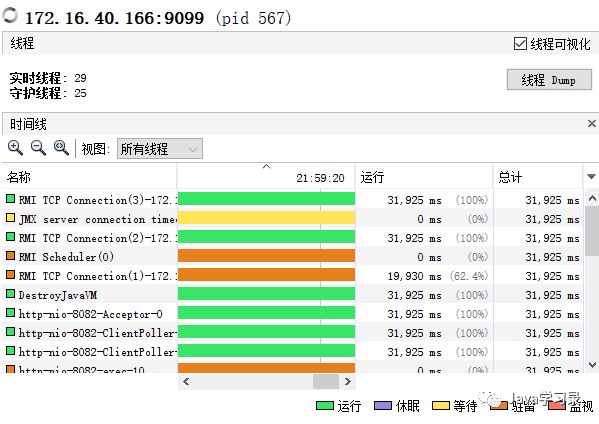 172.16.40.166:9099 (pid 567)
线程
线程可视化
实时线程: 29
守护线程: 25
线程 Dump
时间线
视图: 所有线程
名称 21:59:20 运行 总计
RMI TCP Connection(3)-172. 31,925 ms (100%) 31,925 ms
JMX server connection timeo 0 ms (0%) 31,925 ms
RMI TCP Connection(2)-172. 31,925 ms (100%) 31,925 ms
RMI Scheduler(0) 0 ms (0%) 31,925 ms
RMI TCP Connection(1)-172. 19,930 ms (62.4%) 31,925 ms
DestroyJavaVM 31,925 ms (100%) 31,925 ms
http-nio-8082-Acceptor-0 31,925 ms (100%) 31,925 ms
http-nio-8082-ClientPoller- 31,925 ms (100%) 31,925 ms
http-nio-8082-ClientPoller- 31,925 ms (100%) 31,925 ms
http-nio-8082-exec-10 0 ms (0%) 31,925 ms
运行 休眠 等待 驻留 监视
Java学习录